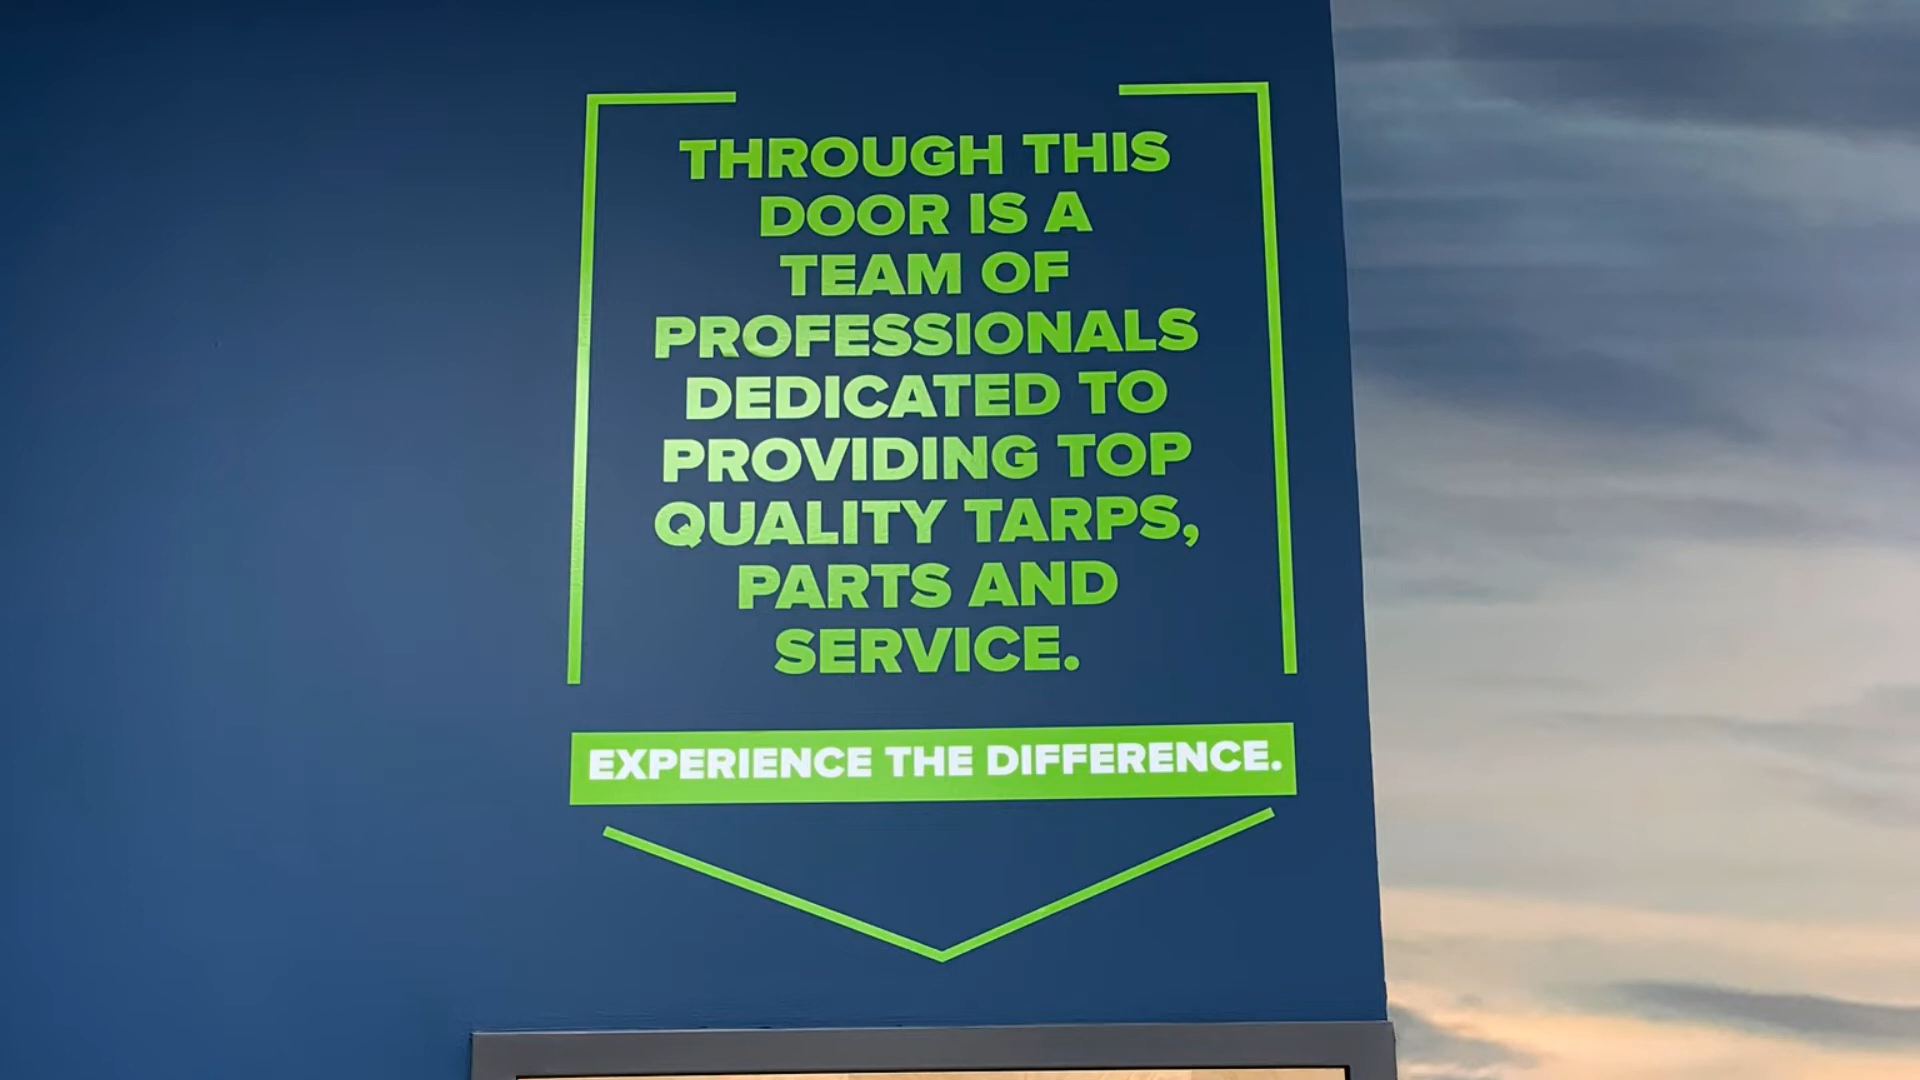 THROUGH THIS
DOOR IS A
TEAM OF
PROFESSIONALS
DEDICATED TO
PROVIDING TOP
QUALITY TARPS,
PARTS AND
SERVICE.
EXPERIENCE THE DIFFERENCE.